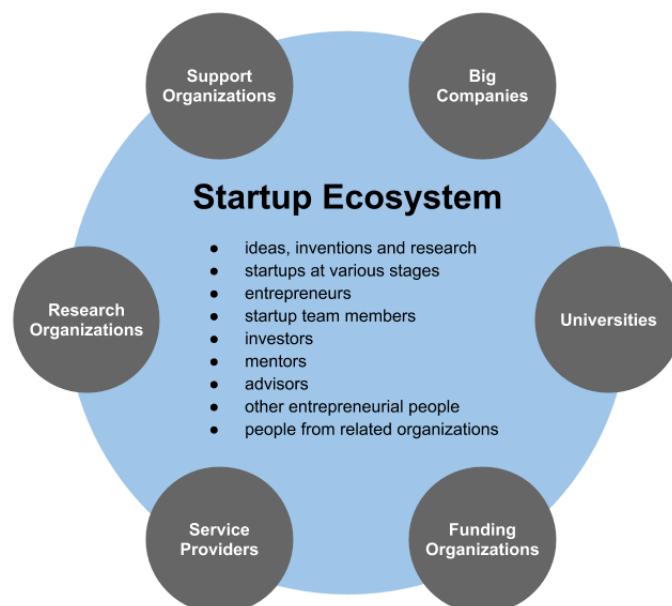 Support
Organizations
Big
Companies
Startup Ecosystem
● ideas, inventions and research
● startups at various stages
● entrepreneurs
● startup team members
● investors
● mentors
● advisors
● other entrepreneurial people
● people from related organizations
Research
Organizations
Universities
Service
Providers
Funding
Organizations